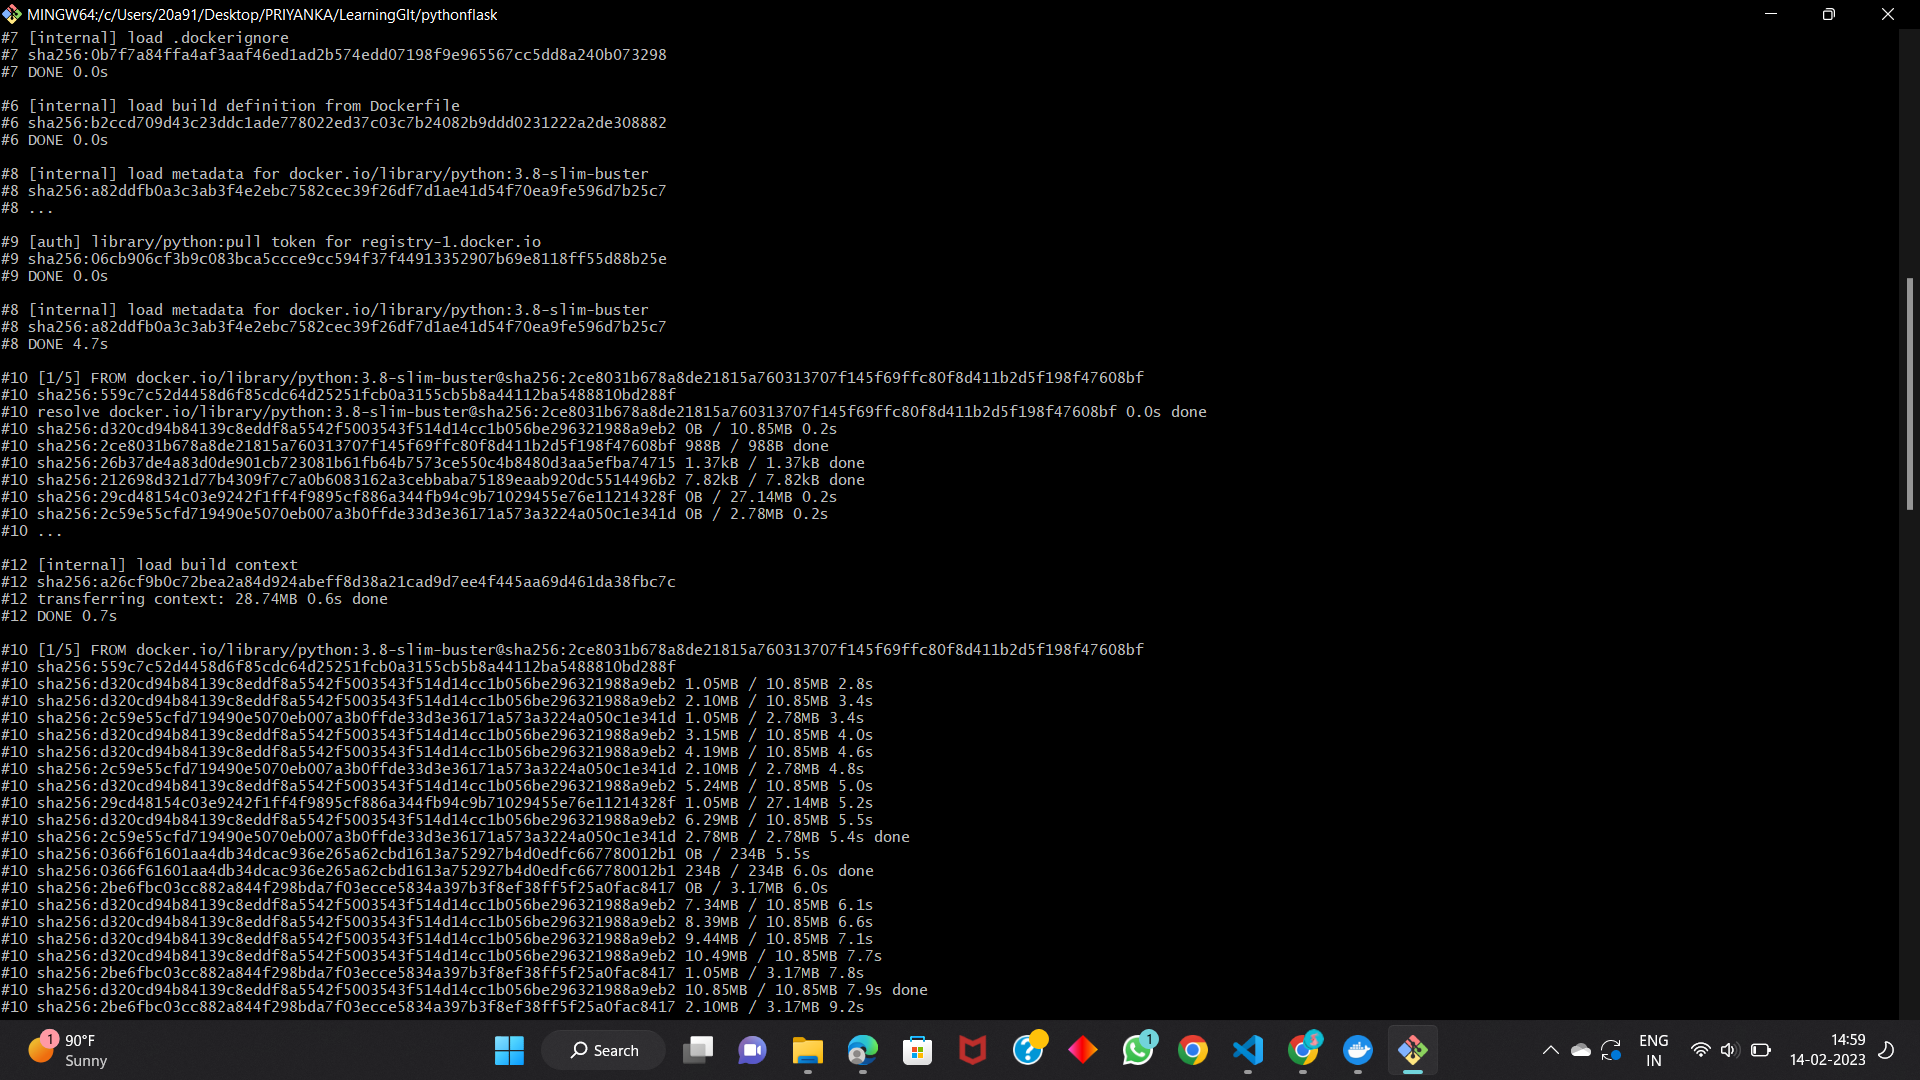 MINGW64:/c/Users/20a91/Desktop/PRIYANKA/LearningGIt/pythonflask
#7 [internal] load .dockerignore
#7 sha256:0b7f7a84ffa4af3aaf46ed1ad2b574edd07198f9e965567cc5dd8a240b073298
#7 DONE 0.0s
#6 [internal] load build definition from Dockerfile
#6 sha256:b2ccd709d43c23ddc1ade778022ed37c03c7b24082b9ddd0231222a2de308882
#6 DONE 0.0s
#8 [internal] load metadata for docker.io/library/python:3.8-slim-buster
#8 sha256:a82ddfb0a3c3ab3f4e2ebc7582cec39f26df7d1ae41d54f70ea9fe596d7b25c7
#8 ...
#9 [auth] library/python:pull token for registry-1.docker.io
#9 sha256:06cb906cf3b9c083bca5ccce9cc594f37f44913352907b69e8118ff55d88b25e
#9 DONE 0.0s
#8 [internal] load metadata for docker.io/library/python:3.8-slim-buster
#8 sha256:a82ddfb0a3c3ab3f4e2ebc7582cec39f26df7d1ae41d54f70ea9fe596d7b25c7
#8 DONE 4.7s
#10 [1/5] FROM docker.io/library/python:3.8-slim-buster@sha256:2ce8031b678a8de21815a760313707f145f69ffc80f8d411b2d5f198f47608bf
#10 sha256:559c7c52d4458d6f85cdc64d25251fcb0a3155cb5b8a44112ba5488810bd288f
#10 resolve docker.io/library/python:3.8-slim-buster@sha256:2ce8031b678a8de21815a760313707f145f69ffc80f8d411b2d5f198f47608bf 0.0s done
#10 sha256:d320cd94b84139c8eddf8a5542f5003543f514d14cc1b056be296321988a9eb2 0B / 10.85MB 0.2s
#10 sha256:2ce8031b678a8de21815a760313707f145f69ffc80f8d411b2d5f198f47608bf 988B / 988B done
#10 sha256:26b37de4a83d0de901cb723081b61fb64b7573ce550c4b8480d3aa5efba74715 1.37kB / 1.37kB done
#10 sha256:212698d321d77b4309f7c7a0b6083162a3cebbaba75189eaab920dc5514496b2 7.82kB / 7.82kB done
#10 sha256:29cd48154c03e9242f1ff4f9895cf886a344fb94c9b71029455e76e11214328f 0B / 27.14MB 0.2s
#10 sha256:2c59e55cfd719490e5070eb007a3b0ffde33d3e36171a573a3224a050c1e341d 0B / 2.78MB 0.2s
#10 ...
#12 [internal] load build context
#12 sha256:a26cf9b0c72bea2a84d924abeff8d38a21cad9d7ee4f445aa69d461da38fbc7c
#12 transferring context: 28.74MB 0.6s done
#12 DONE 0.7s
#10 [1/5] FROM docker.io/library/python:3.8-slim-buster@sha256:2ce8031b678a8de21815a760313707f145f69ffc80f8d411b2d5f198f47608bf
#10 sha256:559c7c52d4458d6f85cdc64d25251fcb0a3155cb5b8a44112ba5488810bd288f
#10 sha256:d320cd94b84139c8eddf8a5542f5003543f514d14cc1b056be296321988a9eb2 1.05MB / 10.85MB 2.8s
#10 sha256:d320cd94b84139c8eddf8a5542f5003543f514d14cc1b056be296321988a9eb2 2.10MB / 10.85MB 3.4s
#10 sha256:2c59e55cfd719490e5070eb007a3b0ffde33d3e36171a573a3224a050c1e341d 1.05MB / 2.78MB 3.4s
#10 sha256:d320cd94b84139c8eddf8a5542f5003543f514d14cc1b056be296321988a9eb2 3.15MB / 10.85MB 4.0s
#10 sha256:d320cd94b84139c8eddf8a5542f5003543f514d14cc1b056be296321988a9eb2 4.19MB / 10.85MB 4.6s
#10 sha256:2c59e55cfd719490e5070eb007a3b0ffde33d3e36171a573a3224a050c1e341d 2.10MB / 2.78MB 4.8s
#10 sha256:d320cd94b84139c8eddf8a5542f5003543f514d14cc1b056be296321988a9eb2 5.24MB / 10.85MB 5.0s
#10 sha256:29cd48154c03e9242f1ff4f9895cf886a344fb94c9b71029455e76e11214328f 1.05MB / 27.14MB 5.2s
#10 sha256:d320cd94b84139c8eddf8a5542f5003543f514d14cc1b056be296321988a9eb2 6.29MB / 10.85MB 5.5s
#10 sha256:2c59e55cfd719490e5070eb007a3b0ffde33d3e36171a573a3224a050c1e341d 2.78MB / 2.78MB 5.4s done
#10 sha256:0366f61601aa4db34dcac936e265a62cbd1613a752927b4d0edfc667780012b1 0B / 234B 5.5s
#10 sha256:0366f61601aa4db34dcac936e265a62cbd1613a752927b4d0edfc667780012b1 234B / 234B 6.0s done
#10 sha256:2be6fbc03cc882a844f298bda7f03ecce5834a397b3f8ef38ff5f25a0fac8417 0B / 3.17MB 6.0s
#10 sha256:d320cd94b84139c8eddf8a5542f5003543f514d14cc1b056be296321988a9eb2 7.34MB / 10.85MB 6.1s
#10 sha256:d320cd94b84139c8eddf8a5542f5003543f514d14cc1b056be296321988a9eb2 8.39MB / 10.85MB 6.6s
#10 sha256:d320cd94b84139c8eddf8a5542f5003543f514d14cc1b056be296321988a9eb2 9.44MB / 10.85MB 7.1s
#10 sha256:d320cd94b84139c8eddf8a5542f5003543f514d14cc1b056be296321988a9eb2 10.49MB / 10.85MB 7.7s
#10 sha256:2be6fbc03cc882a844f298bda7f03ecce5834a397b3f8ef38ff5f25a0fac8417 1.05MB / 3.17MB 7.8s
#10 sha256:d320cd94b84139c8eddf8a5542f5003543f514d14cc1b056be296321988a9eb2 10.85MB / 10.85MB 7.9s done
#10 sha256:2be6fbc03cc882a844f298bda7f03ecce5834a397b3f8ef38ff5f25a0fac8417 2.10MB / 3.17MB 9.2s
1
90°F
Sunny
Search
1
ENG
IN
14:59
14-02-2023